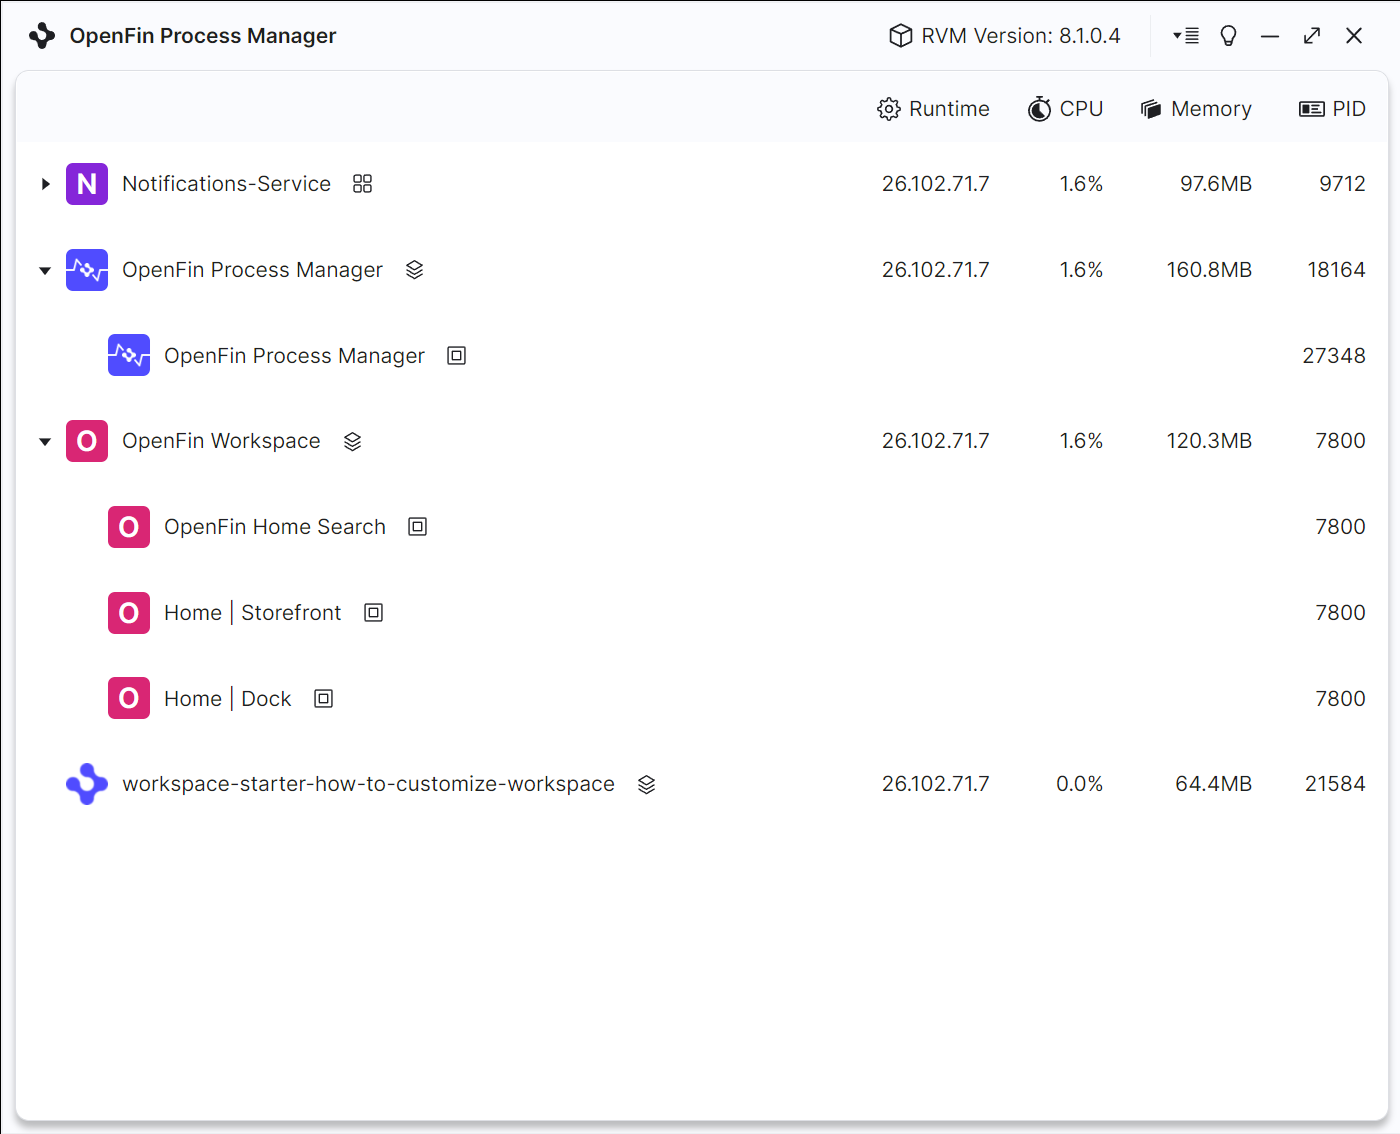 OpenFin Process Manager RVM Version: 8.1.0.4
Runtime CPU Memory PID
N Notifications-Service 26.102.71.7 1.6% 97.6MB 9712
OpenFin Process Manager 26.102.71.7 1.6% 160.8MB 18164
OpenFin Process Manager 27348
O OpenFin Workspace 26.102.71.7 1.6% 120.3MB 7800
O OpenFin Home Search 7800
O Home | Storefront 7800
O Home | Dock 7800
workspace-starter-how-to-customize-workspace 26.102.71.7 0.0% 64.4MB 21584